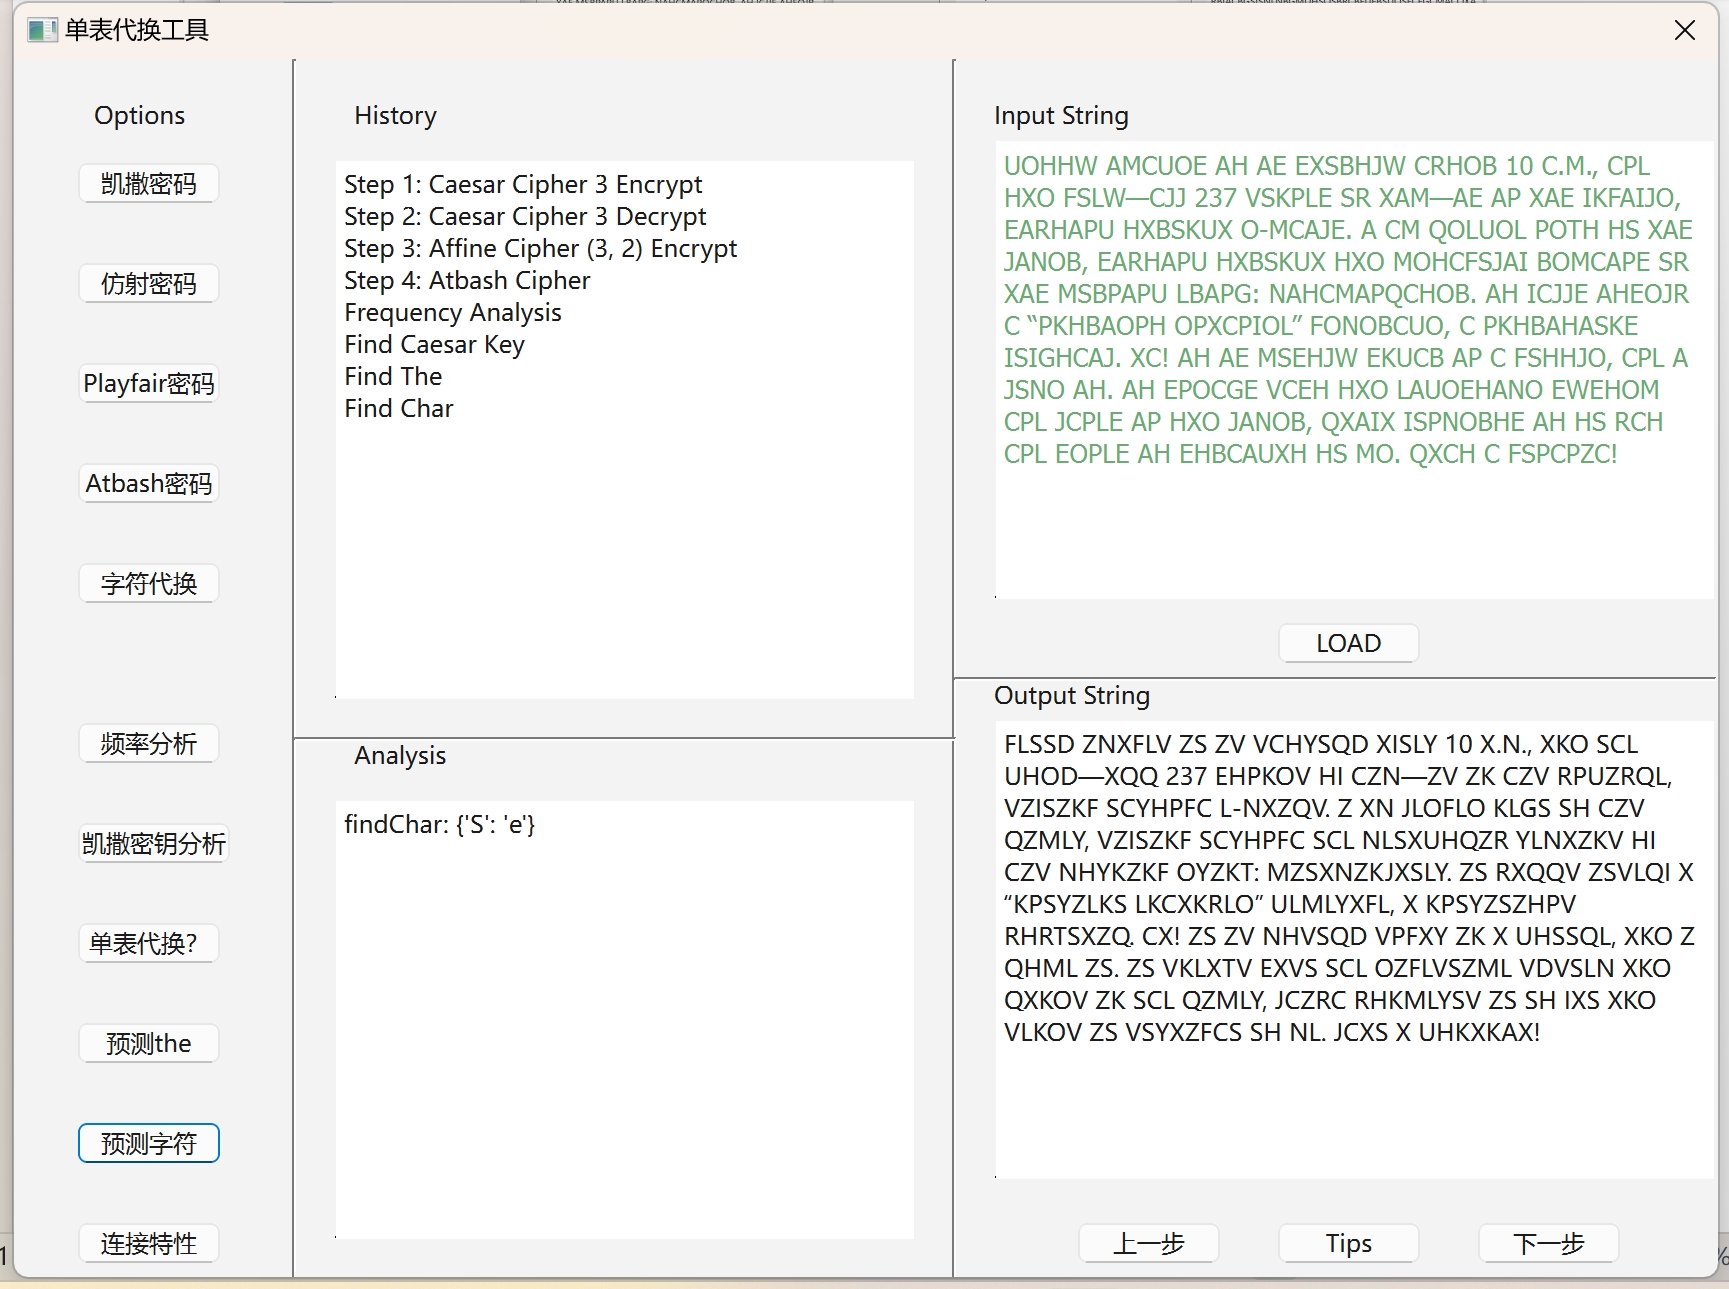 单表代换工具
Options
凯撒密码
仿射密码
Playfair密码
Atbash密码
字符代换
频率分析
凯撒密钥分析
单表代换?
预测the
预测字符
连接特性
History
Step 1: Caesar Cipher 3 Encrypt
Step 2: Caesar Cipher 3 Decrypt
Step 3: Affine Cipher (3, 2) Encrypt
Step 4: Atbash Cipher
Frequency Analysis
Find Caesar Key
Find The
Find Char
Analysis
findChar: {'S': 'e'}
Input String
UOHHW AMCUOE AH AE EXSBHJW CRHOB 10 C.M., CPL
HXO FSLW—CJJ 237 VSKPLE SR XAM—AE AP XAE IKFAIJO,
EARHAPU HXBSKUX O-MCAJE. A CM QOLUOL POTH HS XAE
JANOB, EARHAPU HXBSKUX HXO MOHCFSJAI BOMCAPE SR
XAE MSBPAPU LBAPG: NAHCMAPQCHOB. AH ICJJE AHEOJR
C “PKHBAOPH OPXCPIOL” FONOBCUO, C PKHBAHASKE
ISIGHCAJ. XC! AH AE MSEHJW EKUCB AP C FSHHJO, CPL A
JSNO AH. AH EPOCGE VCEH HXO LAUOEHANO EWEHOM
CPL JCPLE AP HXO JANOB, QXAIX ISPNOBHE AH HS RCH
CPL EOPLE AH EHBCAUXH HS MO. QXCH C FSPCPZC!
LOAD
Output String
FLSSD ZNXFLV ZS ZV VCHYSQD XISLY 10 X.N., XKO SCL
UHOD—XQQ 237 EHPKOV HI CZN—ZV ZK CZV RPUZRQL,
VZISZKF SCYHPFC L-NXZQV. Z XN JLOFLO KLGS SH CZV
QZMLY, VZISZKF SCYHPFC SCL NLSXUHQZR YLNXZKV HI
CZV NHYKZKF OYZKT: MZSXNZKJXSLY. ZS RXQQV ZSVLQI X
“KPSYZLKS LKCXKRLO” ULMLYXFL, X KPSYZSZHPV
RHRTSXZQ. CX! ZS ZV NHVSQD VPFXY ZK X UHSSQL, XKO Z
QHML ZS. ZS VKLXTV EXVS SCL OZFLVSZML VDVSLN XKO
QXKOV ZK SCL QZMLY, JCZRC RHKMLYSV ZS SH IXS XKO
VLKOV ZS VSYXZFCS SH NL. JCXS X UHKXKAX!
上一步
Tips
下一步